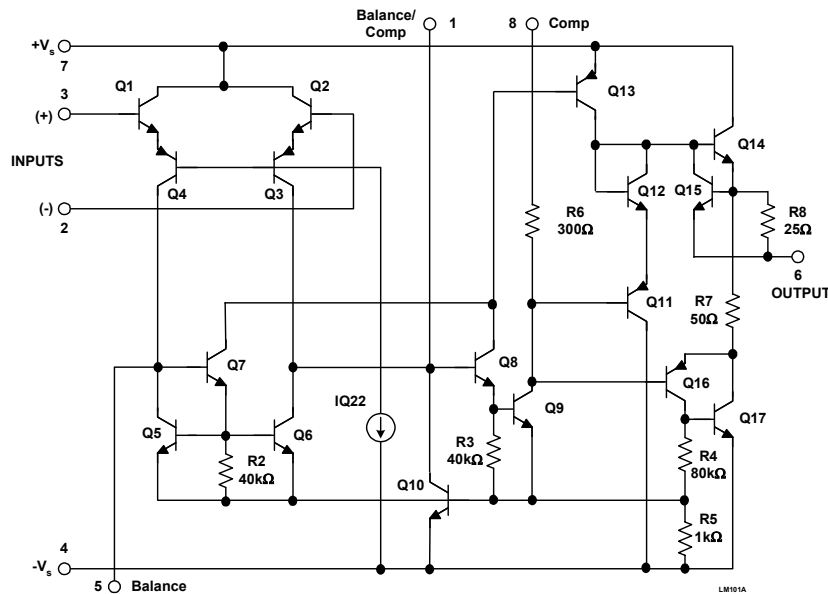 Balance/
Comp
1
8
Comp
+Vs
7
3
(+)
Q1
Q2
INPUTS
Q4
Q3
(-)
2
Q13
Q14
Q12
Q15
R8
25Ω
6
OUTPUT
R6
300Ω
Q11
R7
50Ω
Q7
Q8
Q16
Q5
Q6
IQ22
Q9
Q17
R2
40kΩ
R3
40kΩ
R4
80kΩ
Q10
R5
1kΩ
4
-Vs
5
Balance
LM101A